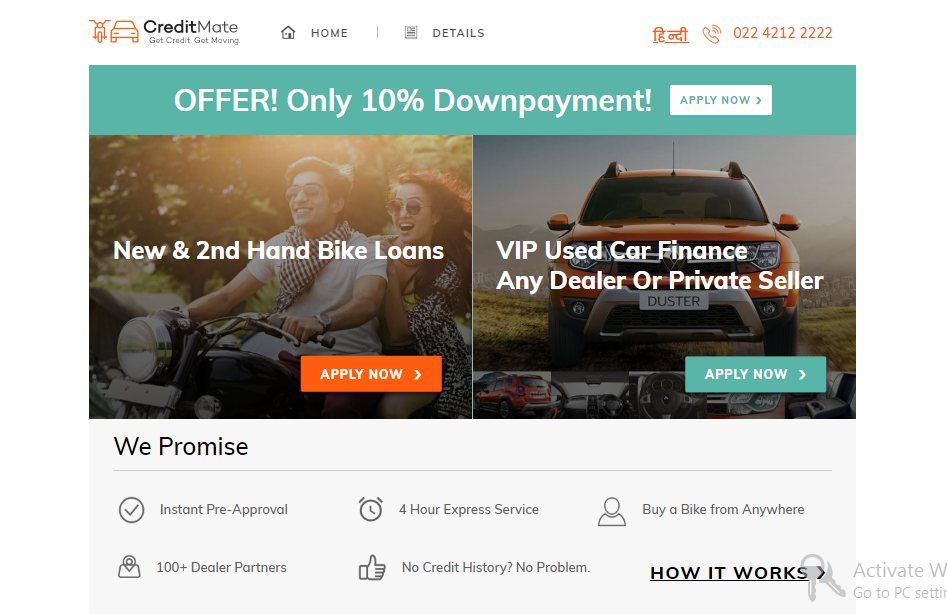 CreditMate
Get Credit. Get Moving.
HOME
DETAILS
हिन्दी
022 4212 2222
OFFER! Only 10% Downpayment!
APPLY NOW
New & 2nd Hand Bike Loans
VIP Used Car Finance
Any Dealer Or Private Seller
DUSTER
APPLY NOW
APPLY NOW
We Promise
Instant Pre-Approval
4 Hour Express Service
Buy a Bike from Anywhere
100+ Dealer Partners
No Credit History? No Problem.
HOW IT WORKS
Activate W
Go to PC settin